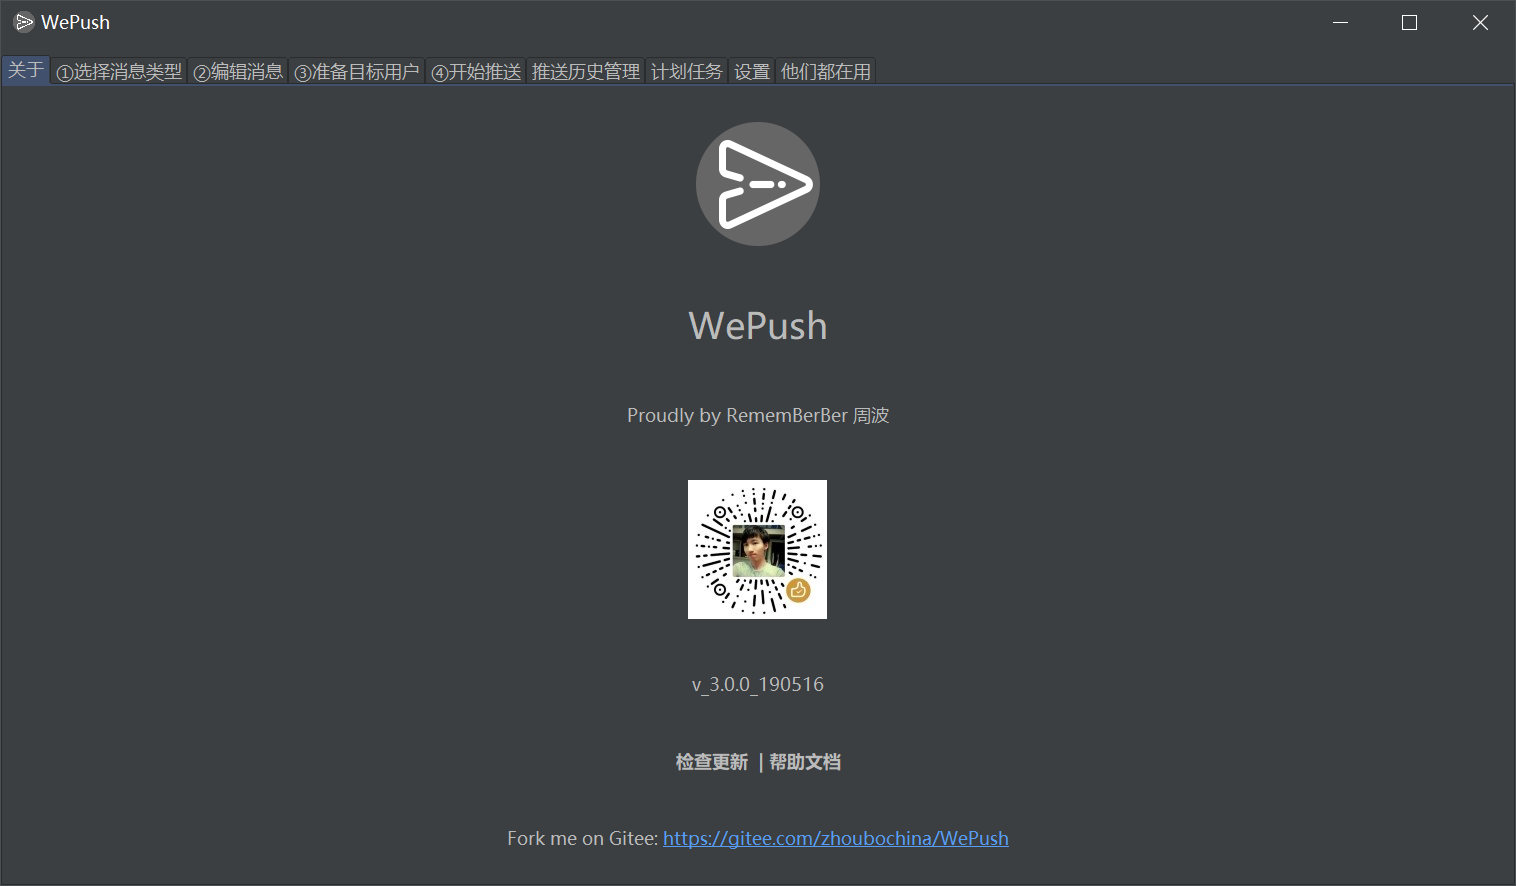 WePush
关于 ①选择消息类型 ②编辑消息 ③准备目标用户 ④开始推送 推送历史管理 计划任务 设置 他们都在用
WePush
Proudly by RememBerBer 周波
v_3.0.0_190516
检查更新 | 帮助文档
Fork me on Gitee: https://gitee.com/zhoubochina/WePush